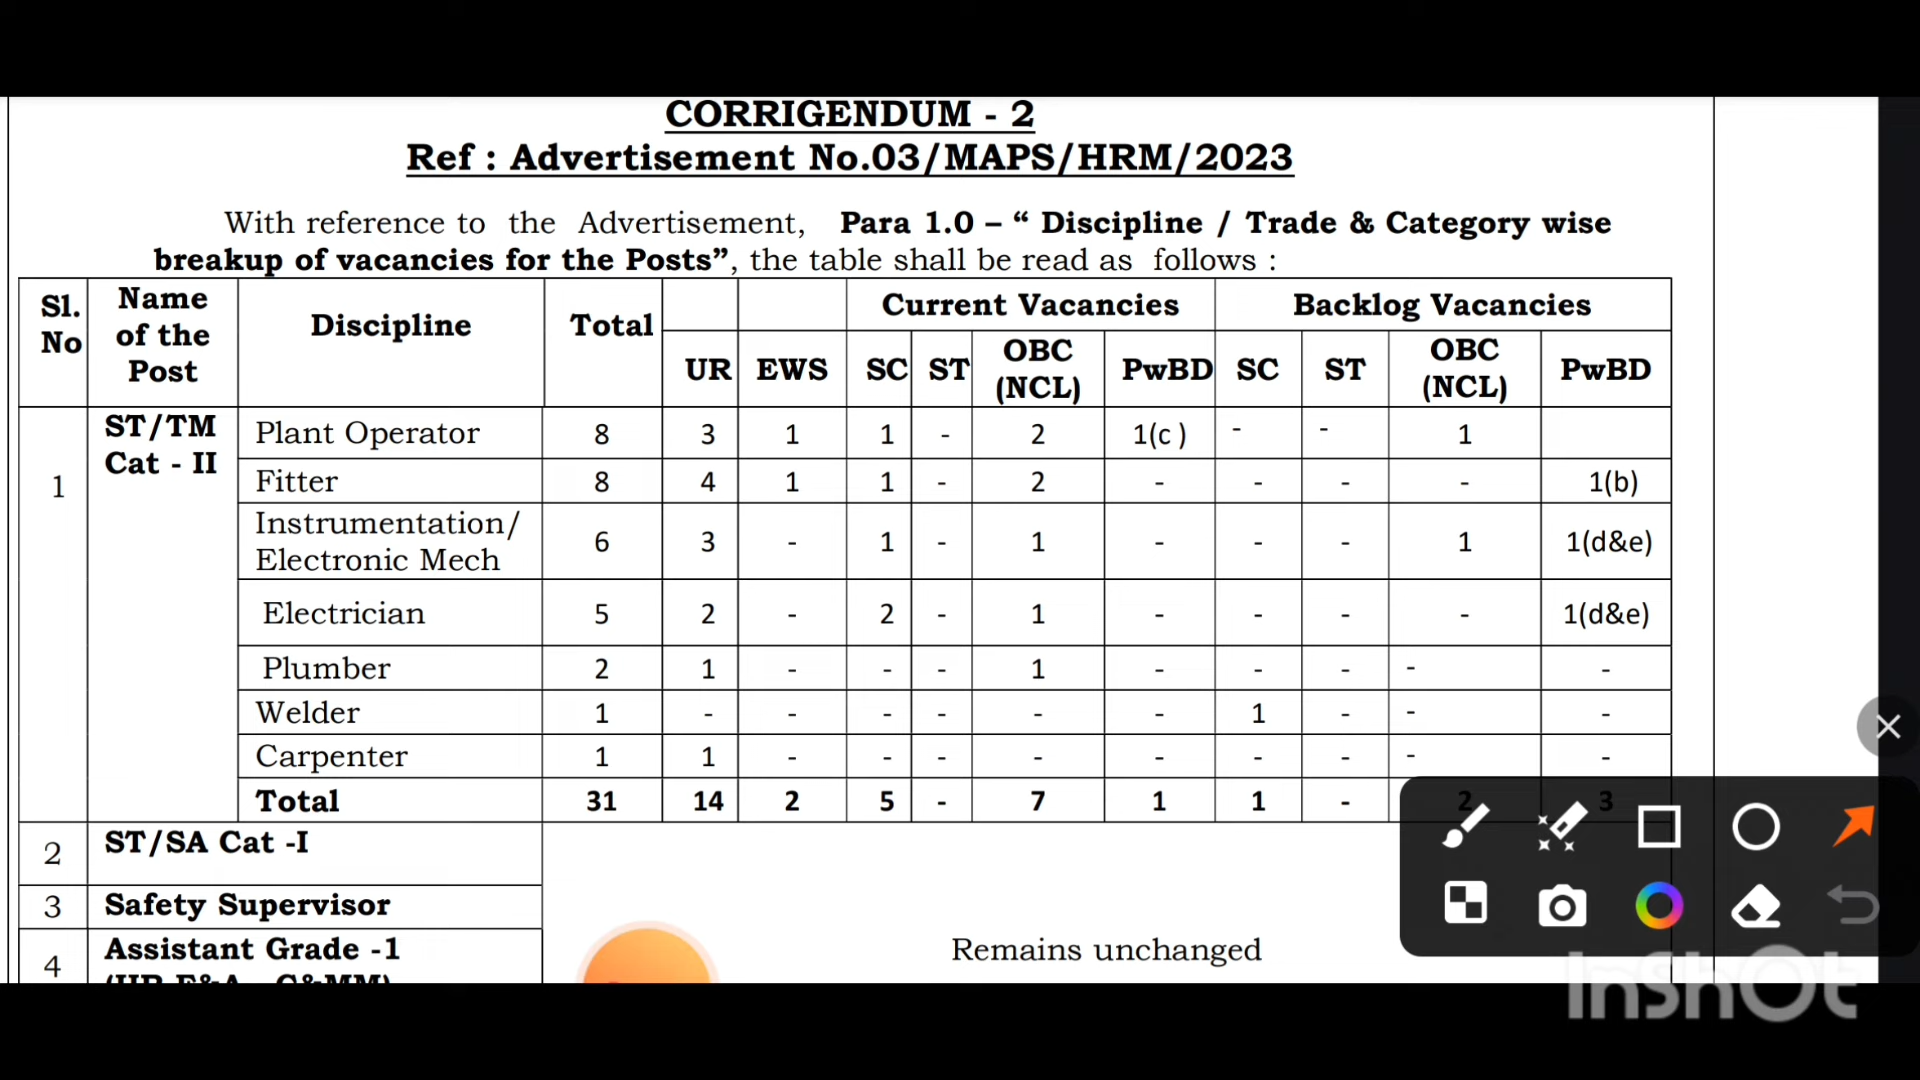 CORRIGENDUM - 2
Ref : Advertisement No.03/MAPS/HRM/2023
With reference to the Advertisement, Para 1.0 – “ Discipline / Trade & Category wise
breakup of vacancies for the Posts”, the table shall be read as follows :
Sl. No Name of the Post Discipline Total Current Vacancies Backlog Vacancies
UR EWS SC ST OBC (NCL) PwBD SC ST OBC (NCL) PwBD
1 ST/TM Cat - II Plant Operator 8 3 1 1 - 2 1(c ) - - 1
Fitter 8 4 1 1 - 2 - - - - 1(b)
Instrumentation/ Electronic Mech 6 3 - 1 - 1 - - - 1 1(d&e)
Electrician 5 2 - 2 - 1 - - - - 1(d&e)
Plumber 2 1 - - - 1 - - - - -
Welder 1 - - - - - - 1 - - -
Carpenter 1 1 - - - - - - - - -
Total 31 14 2 5 - 7 1 1 - 2 3
2 ST/SA Cat -I
3 Safety Supervisor
4 Assistant Grade -1
Remains unchanged
InShOt